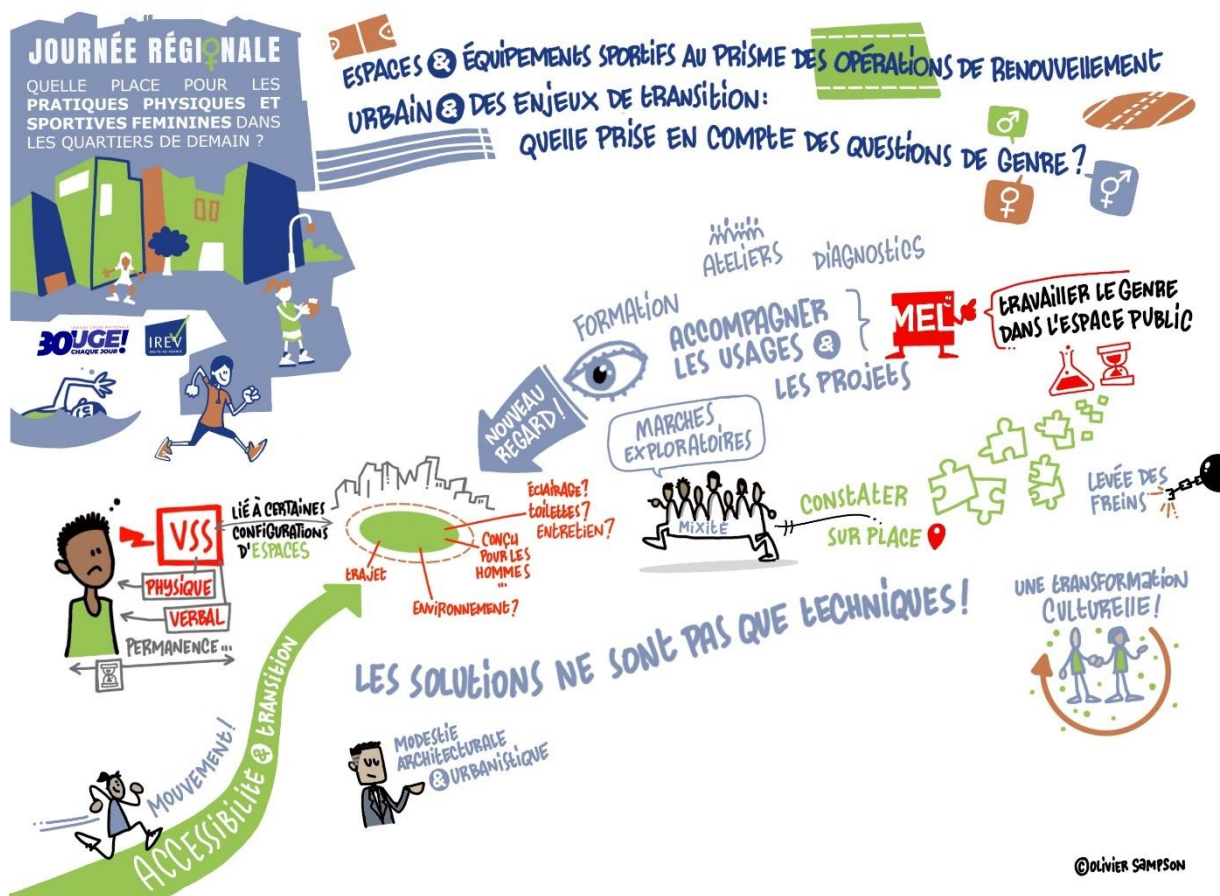 JOURNÉE RÉGIONALE
QUELLE PLACE POUR LES
PRATIQUES PHYSIQUES ET
SPORTIVES FEMININES DANS
LES QUARTIERS DE DEMAIN ?
ESPACES & ÉQUIPEMENTS SPORTIFS AU PRISME DES OPÉRATIONS DE RENOUVELLEMENT
URBAIN & DES ENJEUX DE TRANSITION :
QUELLE PRISE EN COMPTE DES QUESTIONS DE GENRE ?
30'UGE!
CHAQUE JOUR!
IREV
ATELIERS
DIAGNOSTICS
FORMATION
ACCOMPAGNER
LES USAGES &
LES PROJETS
MEL
TRAVAILLER LE GENRE
DANS L'ESPACE PUBLIC
NOUVEAU
REGARD !
MARCHES
EXPLORATOIRES
MIXITÉ
CONSTATER
SUR PLACE
LEVÉE DES
FREINS
VSS
PHYSIQUE
VERBAL
PERMANENCE...
LIÉ À CERTAINES
CONFIGURATIONS
D'ESPACES
ÉCLAIRAGE ?
TOILETTES ?
ENTRETIEN ?
CONÇU
POUR LES
HOMMES
...
TRAJET
ENVIRONNEMENT ?
LES SOLUTIONS NE SONT PAS QUE TECHNIQUES !
UNE TRANSFORMATION
CULTURELLE !
MOUVEMENT !
ACCESSIBILITÉ & TRANSITION
MODESTIE
ARCHITECTURALE
& URBANISTIQUE
©OLIVIER SAMPSON